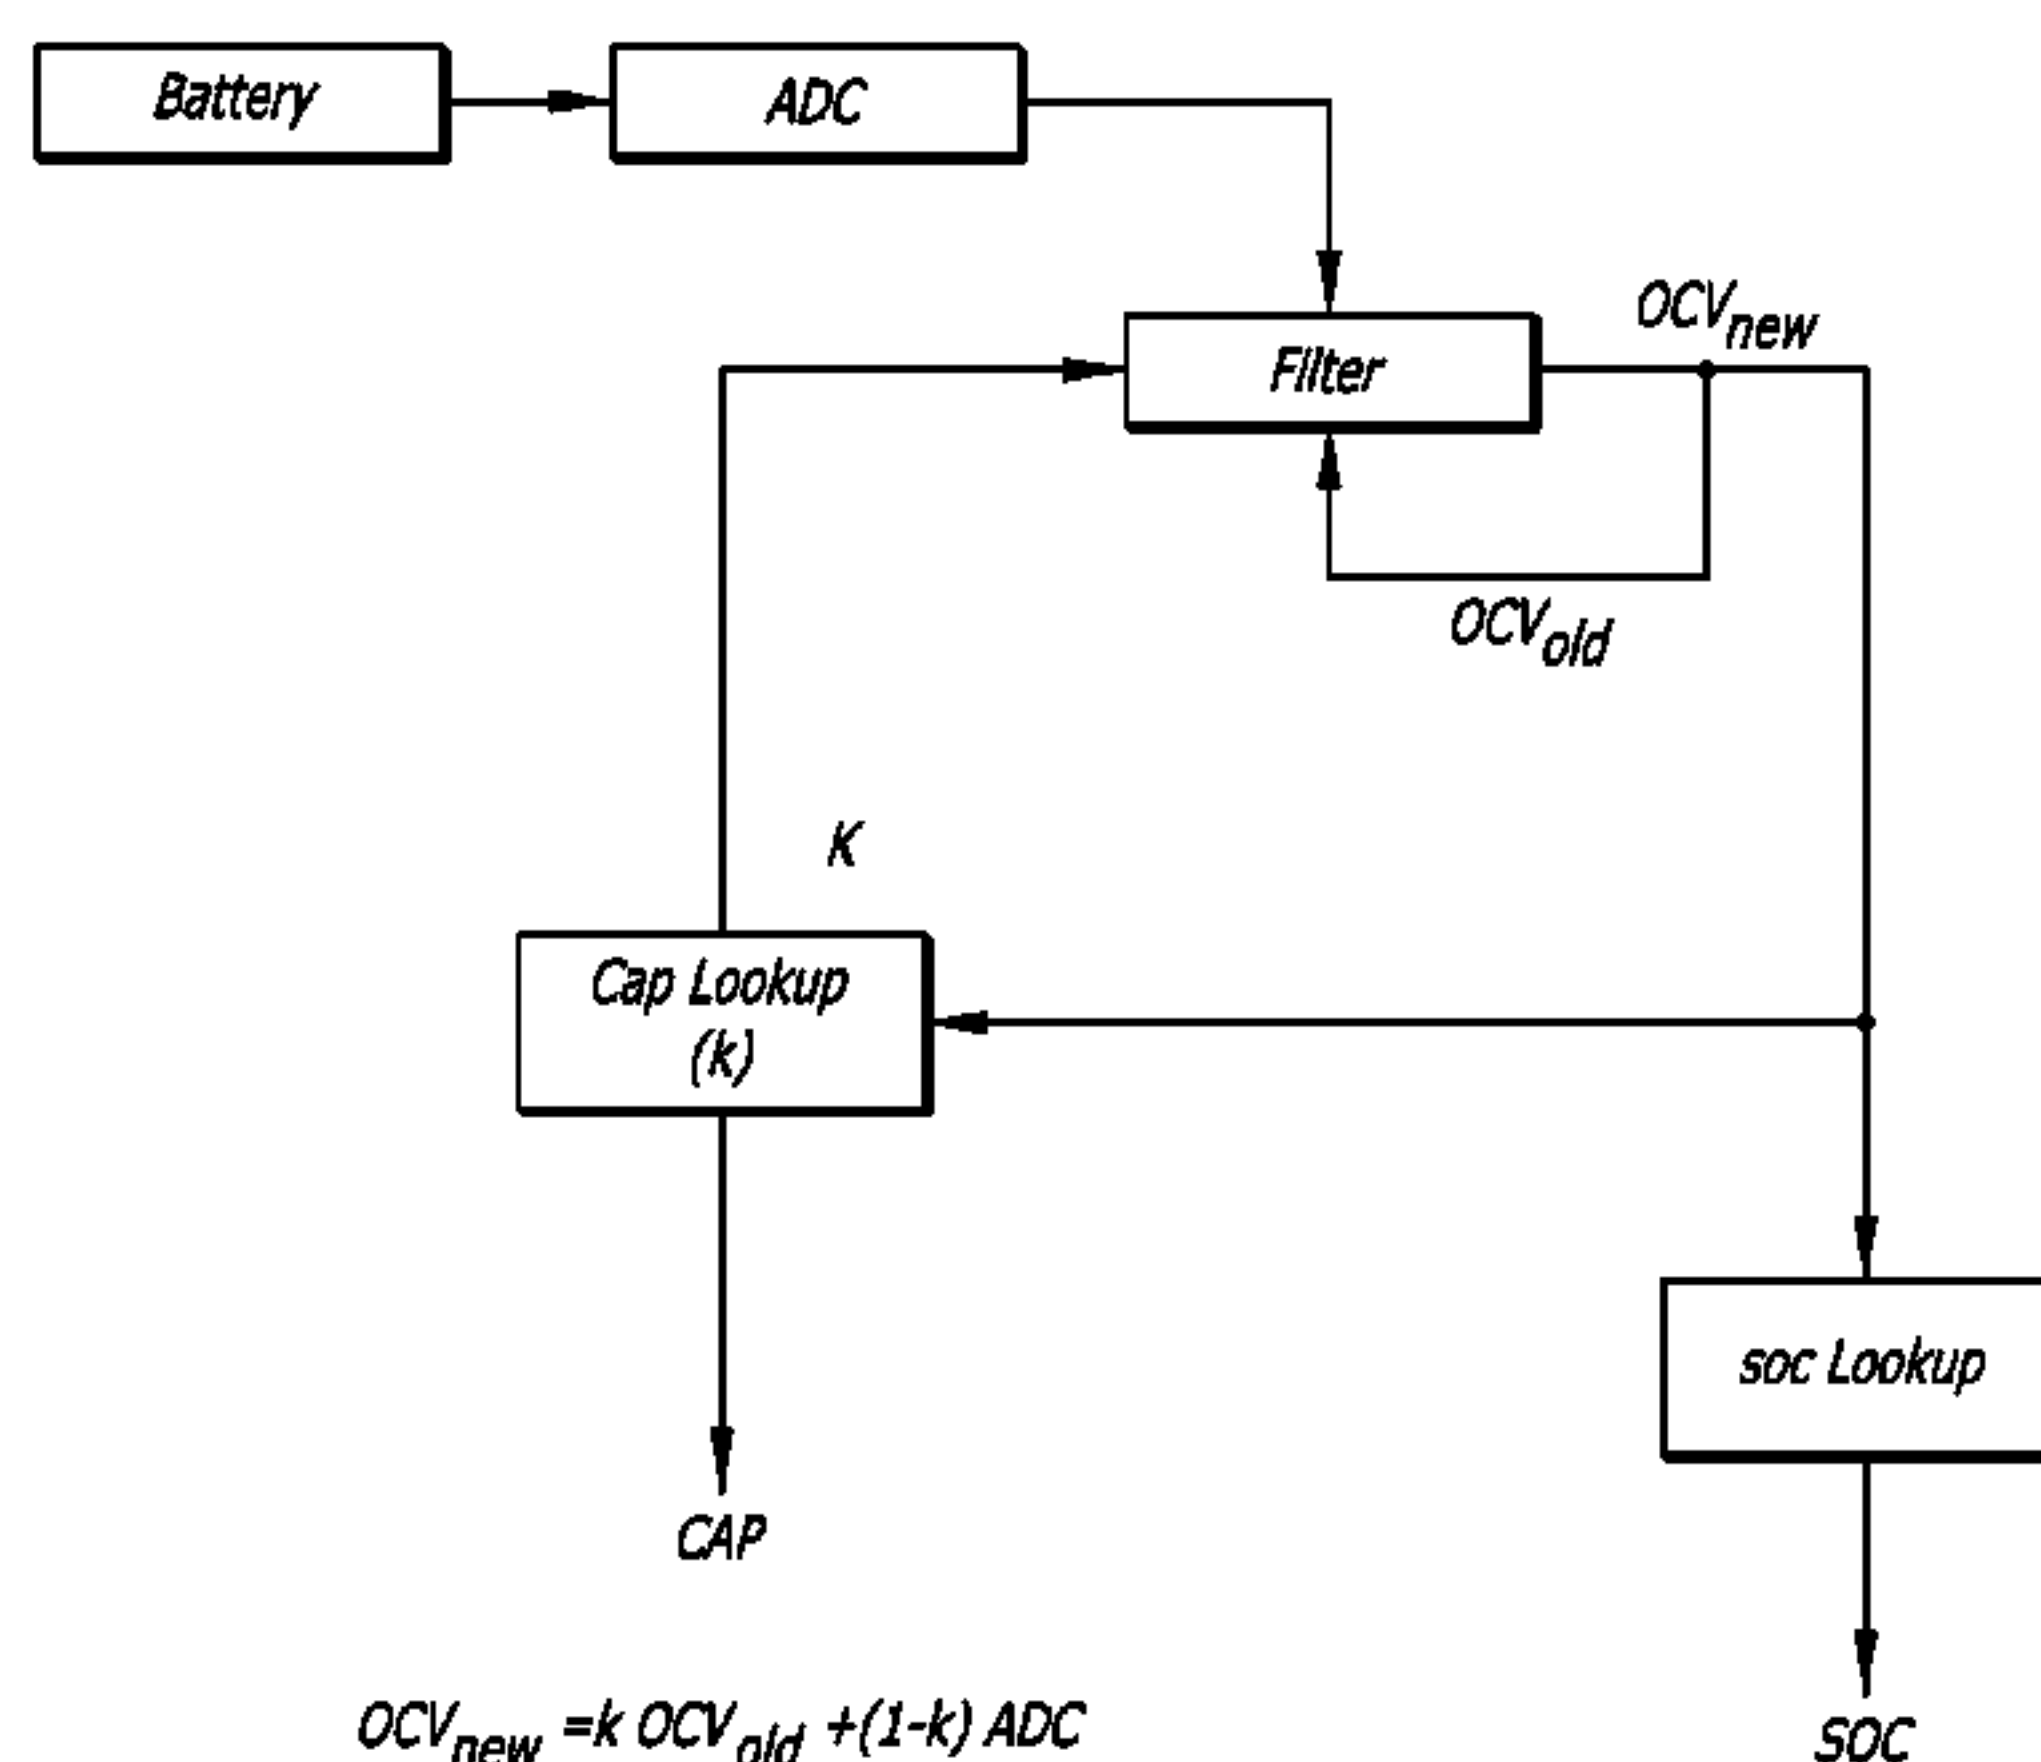 Battery
ADC
OCVnew
Filter
OCVold
K
Cap Lookup
(k)
soc Lookup
CAP
OCVnew =k OCVold +(1-k) ADC
SOC